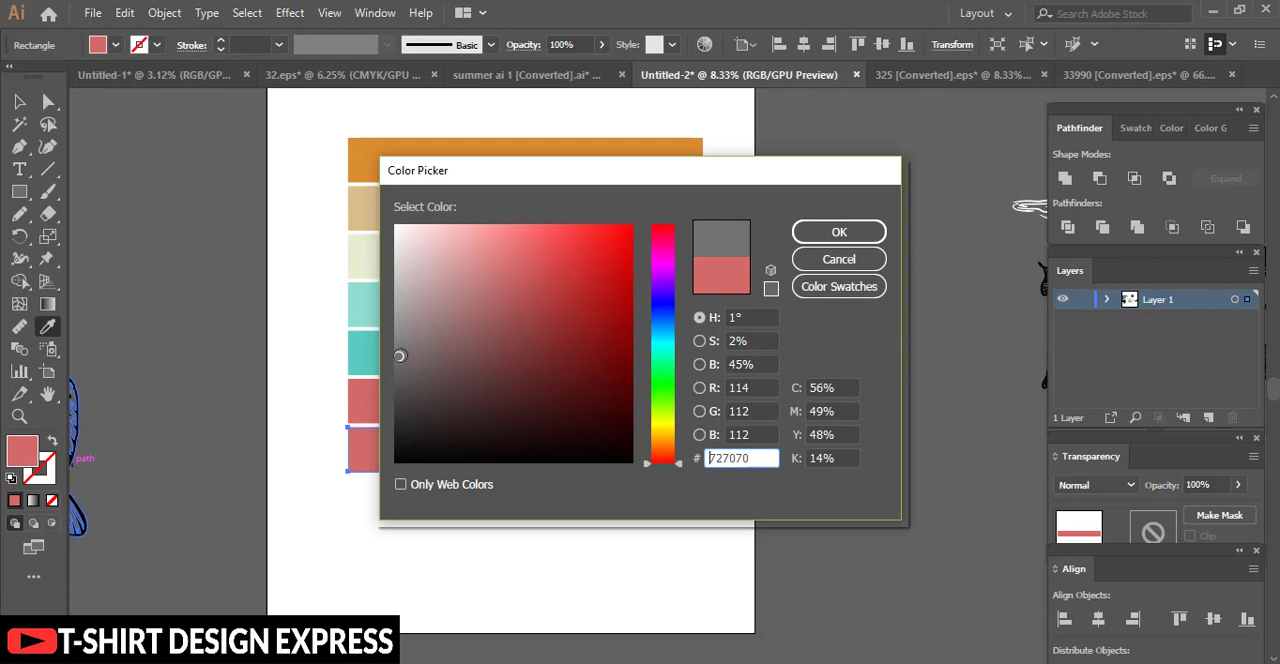 Ai File Edit Object Type Select Effect View Window Help Layout Search Adobe Stock
Rectangle Stroke: Basic Opacity: 100% Style: Transform
Untitled-1* @ 3.12% (RGB/GP... 32.eps* @ 6.25% (CMYK/GPU ... summer ai 1 [Converted].ai* ... Untitled-2* @ 8.33% (RGB/GPU Preview) 325 [Converted].eps* @ 8.33%... 33990 [Converted].eps* @ 66....
Pathfinder Swatch Color Color G
Shape Modes:
Expand
Pathfinders:
Color Picker
Select Color:
OK
Cancel
Color Swatches
H: 1°
S: 2%
B: 45%
R: 114 C: 56%
G: 112 M: 49%
B: 112 Y: 48%
# 727070 K: 14%
Only Web Colors
Layers
Layer 1
1 Layer
Transparency
Normal Opacity: 100%
Make Mask
Clip
Align
Align Objects:
Distribute Objects:
path
T-SHIRT DESIGN EXPRESS